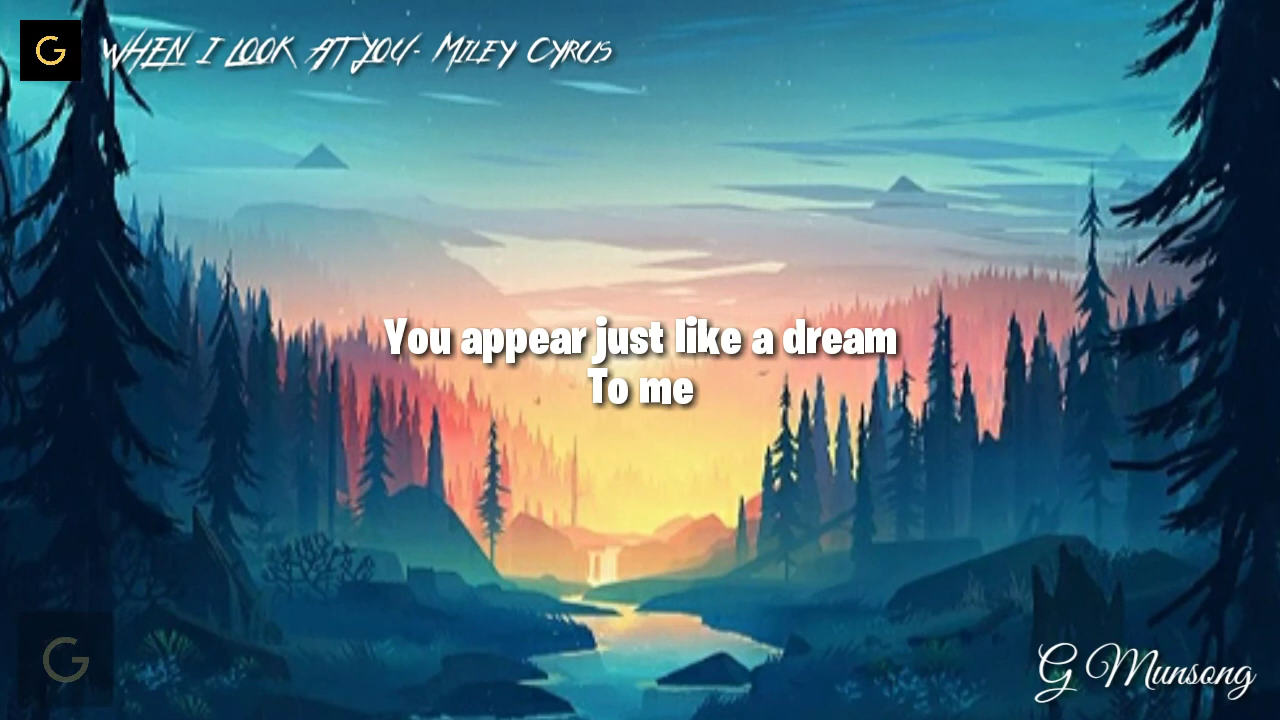 G
WHEN I LOOK AT YOU- MILEY CYRUS
You appear just like a dream
To me
G
G Munsong